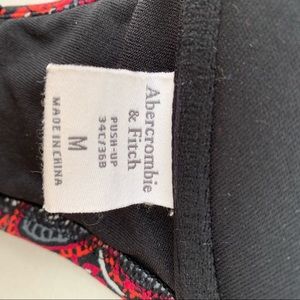 Abercrombie
& Fitch
PUSH-UP
34C/36B
M
MADE IN CHINA